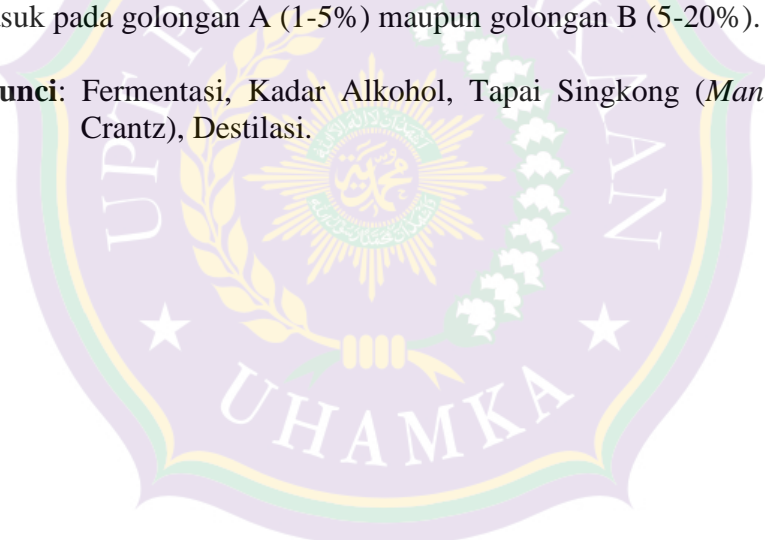 suk pada golongan A (1-5%) maupun golongan B (5-20%).
unci: Fermentasi, Kadar Alkohol, Tapai Singkong (Man
Crantz), Destilasi.
UHAMKA